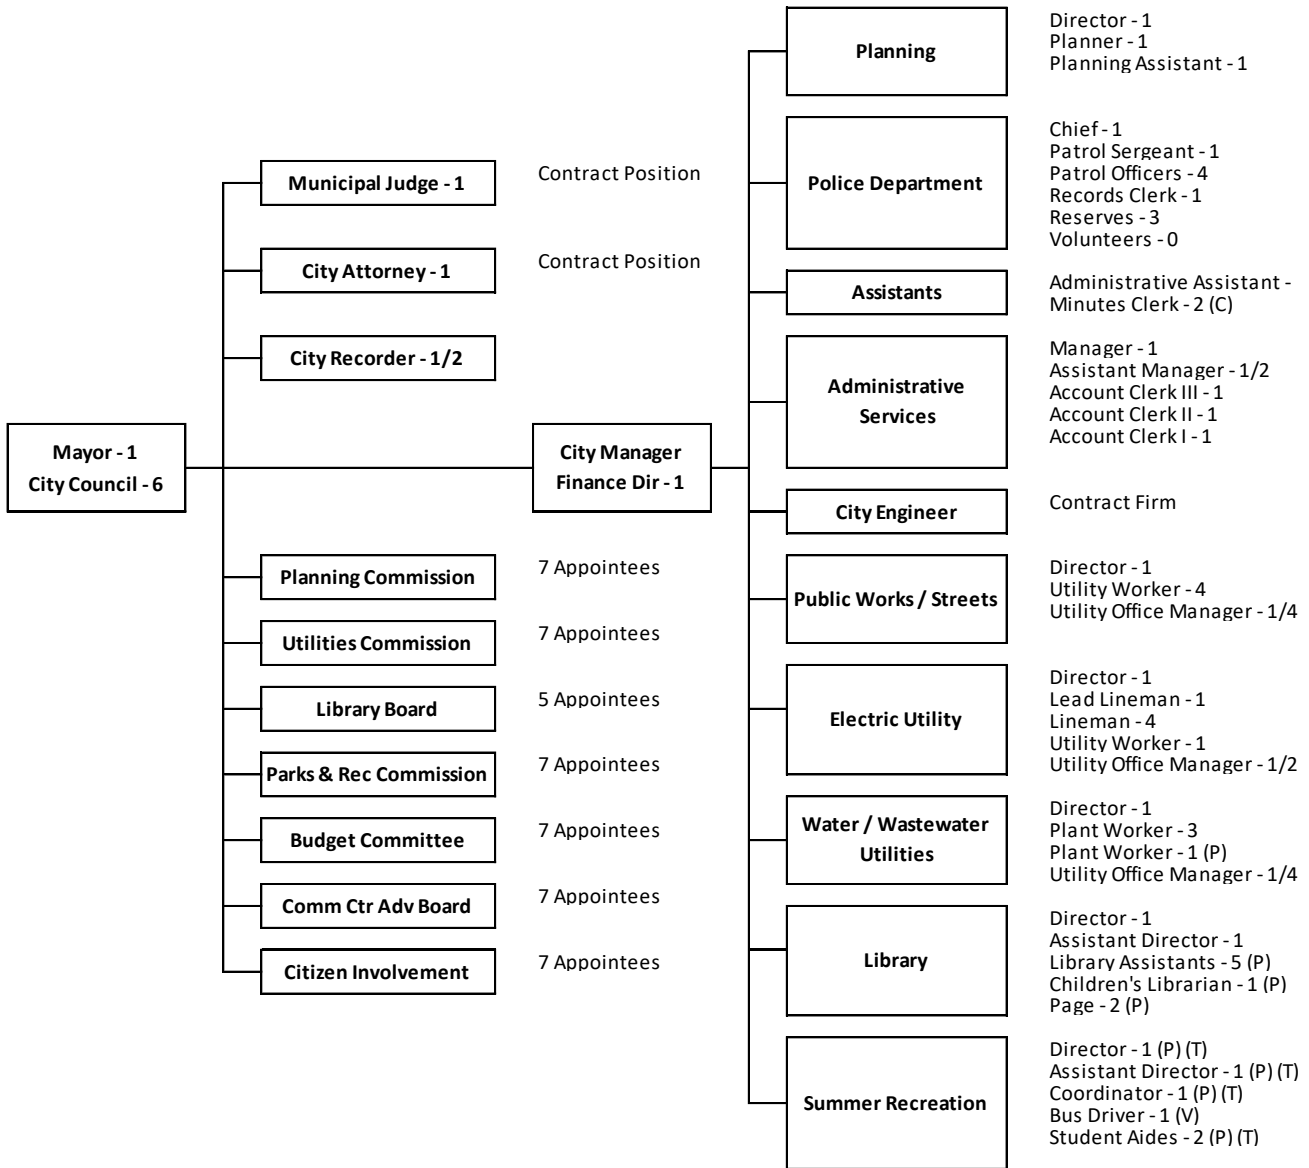 Mayor - 1
City Council - 6
Municipal Judge - 1
Contract Position
City Attorney - 1
Contract Position
City Recorder - 1/2
City Manager
Finance Dir - 1
Planning Commission
7 Appointees
Utilities Commission
7 Appointees
Library Board
5 Appointees
Parks & Rec Commission
7 Appointees
Budget Committee
7 Appointees
Comm Ctr Adv Board
7 Appointees
Citizen Involvement
7 Appointees
Planning
Director - 1
Planner - 1
Planning Assistant - 1
Police Department
Chief - 1
Patrol Sergeant - 1
Patrol Officers - 4
Records Clerk - 1
Reserves - 3
Volunteers - 0
Assistants
Administrative Assistant -
Minutes Clerk - 2 (C)
Administrative
Services
Manager - 1
Assistant Manager - 1/2
Account Clerk III - 1
Account Clerk II - 1
Account Clerk I - 1
City Engineer
Contract Firm
Public Works / Streets
Director - 1
Utility Worker - 4
Utility Office Manager - 1/4
Electric Utility
Director - 1
Lead Lineman - 1
Lineman - 4
Utility Worker - 1
Utility Office Manager - 1/2
Water / Wastewater
Utilities
Director - 1
Plant Worker - 3
Plant Worker - 1 (P)
Utility Office Manager - 1/4
Library
Director - 1
Assistant Director - 1
Library Assistants - 5 (P)
Children's Librarian - 1 (P)
Page - 2 (P)
Summer Recreation
Director - 1 (P) (T)
Assistant Director - 1 (P) (T)
Coordinator - 1 (P) (T)
Bus Driver - 1 (V)
Student Aides - 2 (P) (T)